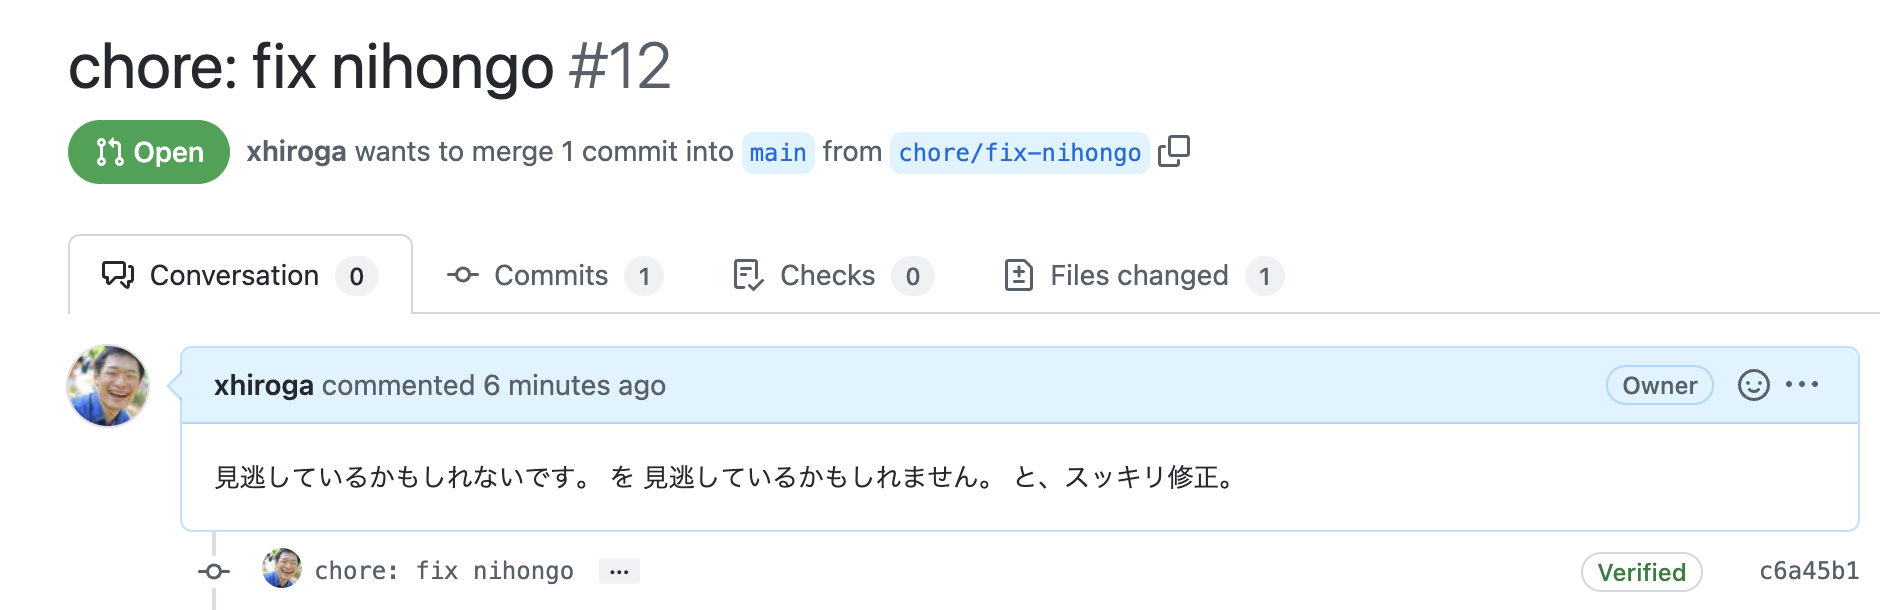 chore: fix nihongo #12
Open xhiroga wants to merge 1 commit into main from chore/fix-nihongo
Conversation 0 Commits 1 Checks 0 Files changed 1
xhiroga commented 6 minutes ago Owner
見逃しているかもしれないです。 を 見逃しているかもしれません。 と、スッキリ修正。
chore: fix nihongo ... Verified c6a45b1